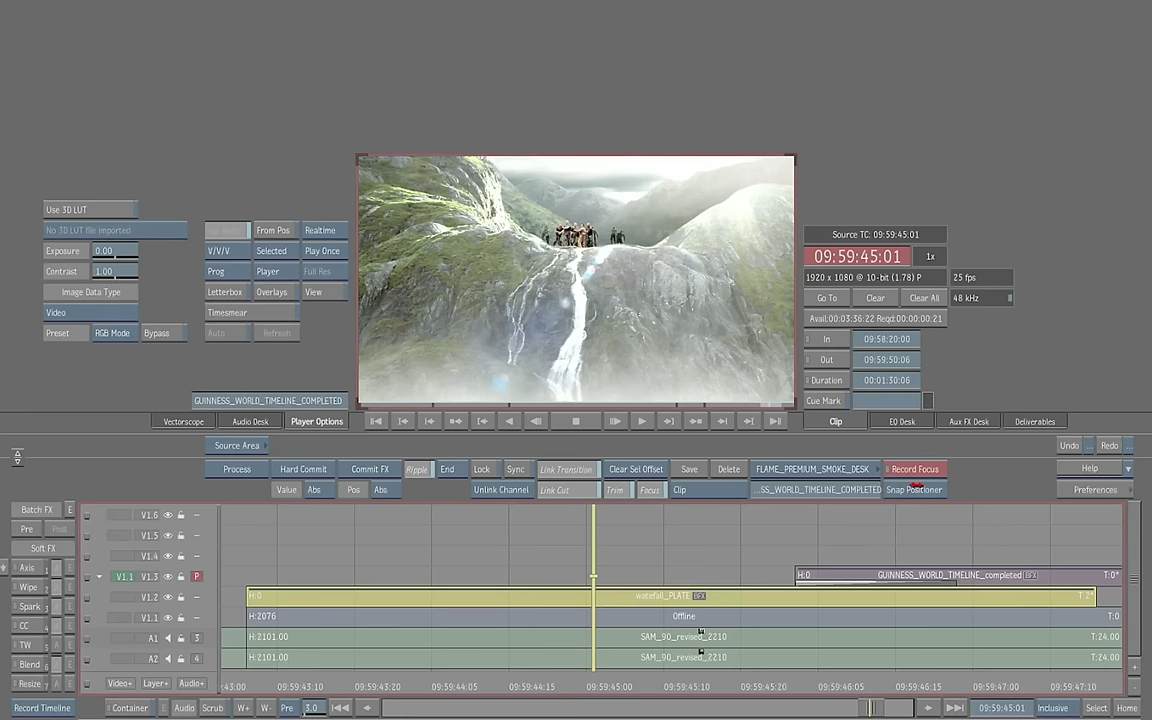 Use 3D LUT
No 3D LUT file imported
Exposure 0.00
Contrast 1.00
Image Data Type
Video
Preset RGB Mode Bypass
From Pos Realtime
V/V/V Selected Play Once
Prog Player Full Res
Letterbox Overlays View
Timesmear
Auto Refresh
GUINNESS_WORLD_TIMELINE_COMPLETED
Source TC: 09:59:45:01
09:59:45:01 1x
1920 x 1080 @ 10-bit (1.78) P 25 fps
Go To Clear Clear All 48 kHz
Avail:00:03:36:22 Reqd:00:00:00:21
In 09:58:20:00
Out 09:59:50:06
Duration 00:01:30:06
Cue Mark
Vectorscope Audio Desk Player Options
Clip EQ Desk Aux FX Desk Deliverables
Source Area
Undo ... Redo ...
Process Hard Commit Commit FX Ripple End Lock Sync Link Transition Clear Sel Offset Save Delete FLAME_PREMIUM_SMOKE_DESK Record Focus Help
Value Abs Pos Abs Unlink Channel Link Cut Trim Focus Clip ...SS_WORLD_TIMELINE_COMPLETED Snap Positioner Preferences
Batch FX E
Pre Post
Soft FX
Axis 1 A E
Wipe 2 A E
Spark 3 A E
CC 4 A E
TW 5 A E
Blend 6 A E
Resize 7 A E
V1.6
V1.5
V1.4
V1.1 V1.3 P H:0 GUINNESS_WORLD_TIMELINE_completed BFX T:0*
V1.2 H:0 watefall_PLATE BFX T:2*
V1.1 H:2076 Offline T:0
A1 3 H:2101.00 SAM_90_revised_2210 T:24.00
A2 4 H:2101.00 SAM_90_revised_2210 T:24.00
Video+ Layer+ Audio+ :43:00 09:59:43:10 09:59:43:20 09:59:44:05 09:59:44:15 09:59:45:00 09:59:45:10 09:59:45:20 09:59:46:05 09:59:46:15 09:59:47:00 09:59:47:10
Record Timeline Container E Audio Scrub W+ W- Pre 3.0 09:59:45:01 Inclusive Select Home